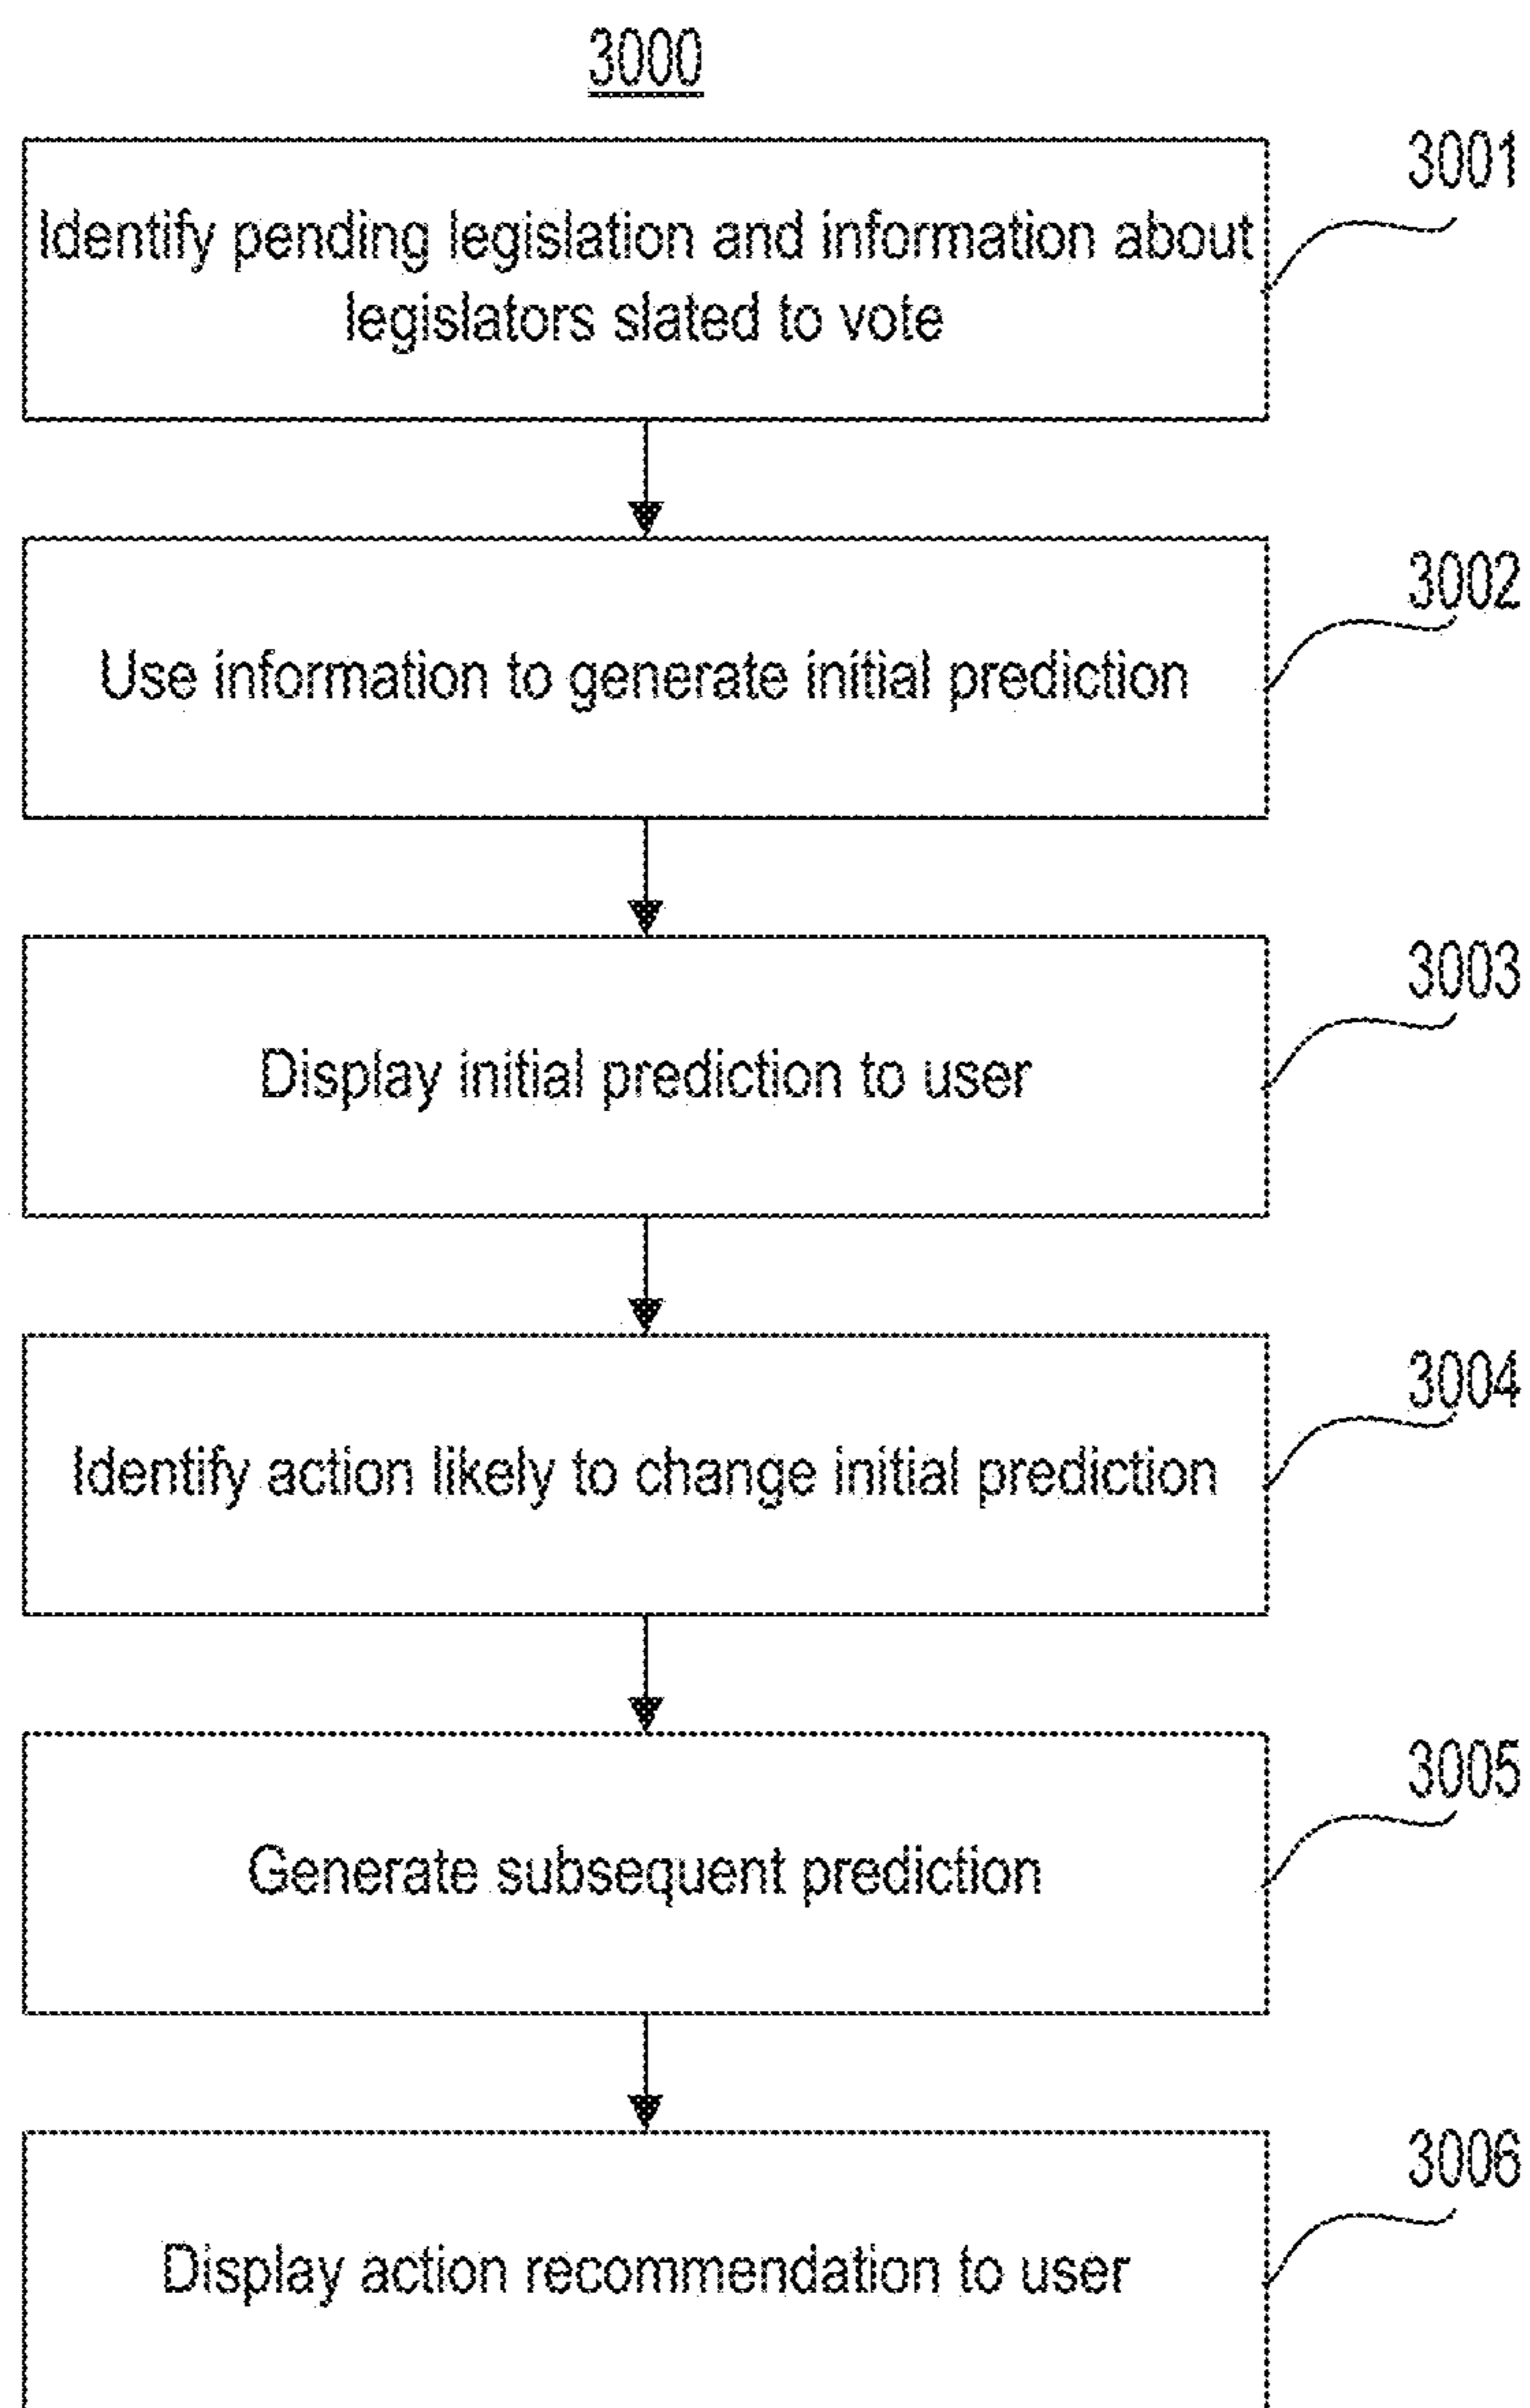 3000
3001
Identify pending legislation and information about
legislators slated to vote
3002
Use information to generate initial prediction
3003
Display initial prediction to user
3004
Identify action likely to change initial prediction
3005
Generate subsequent prediction
3006
Display action recommendation to user